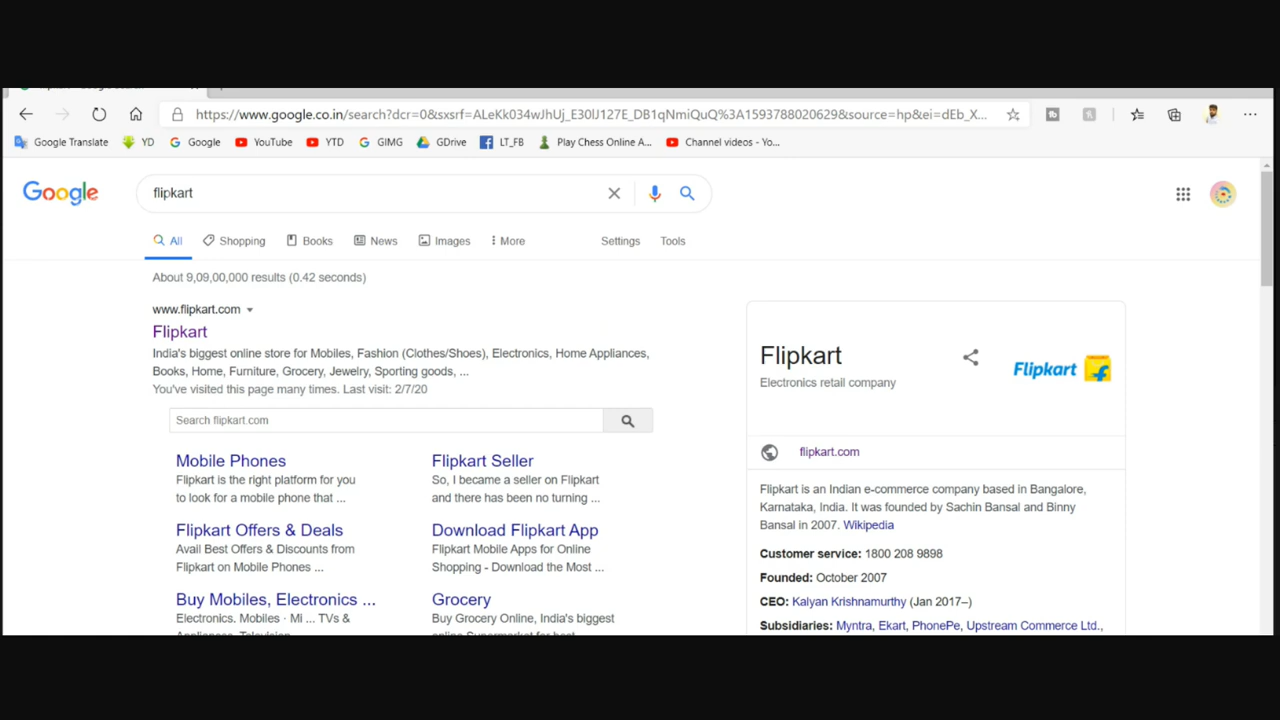 https://www.google.co.in/search?dcr=0&sxsrf=ALeKk034wJhUj_E30lJ127E_DB1qNmiQuQ%3A1593788020629&source=hp&ei=dEb_X...
Google Translate YD Google YouTube YTD GIMG GDrive LT_FB Play Chess Online A... Channel videos - Yo...
Google flipkart
All Shopping Books News Images More Settings Tools
About 9,09,00,000 results (0.42 seconds)
www.flipkart.com
Flipkart
India's biggest online store for Mobiles, Fashion (Clothes/Shoes), Electronics, Home Appliances,
Books, Home, Furniture, Grocery, Jewelry, Sporting goods, ...
You've visited this page many times. Last visit: 2/7/20
Search flipkart.com
Mobile Phones
Flipkart is the right platform for you
to look for a mobile phone that ...
Flipkart Seller
So, I became a seller on Flipkart
and there has been no turning ...
Flipkart Offers & Deals
Avail Best Offers & Discounts from
Flipkart on Mobile Phones ...
Download Flipkart App
Flipkart Mobile Apps for Online
Shopping - Download the Most ...
Buy Mobiles, Electronics ...
Electronics. Mobiles · Mi ... TVs &
Appliances. Television
Grocery
Buy Grocery Online, India's biggest
online Supermarket for best
Flipkart
Electronics retail company
Flipkart
flipkart.com
Flipkart is an Indian e-commerce company based in Bangalore,
Karnataka, India. It was founded by Sachin Bansal and Binny
Bansal in 2007. Wikipedia
Customer service: 1800 208 9898
Founded: October 2007
CEO: Kalyan Krishnamurthy (Jan 2017–)
Subsidiaries: Myntra, Ekart, PhonePe, Upstream Commerce Ltd.,